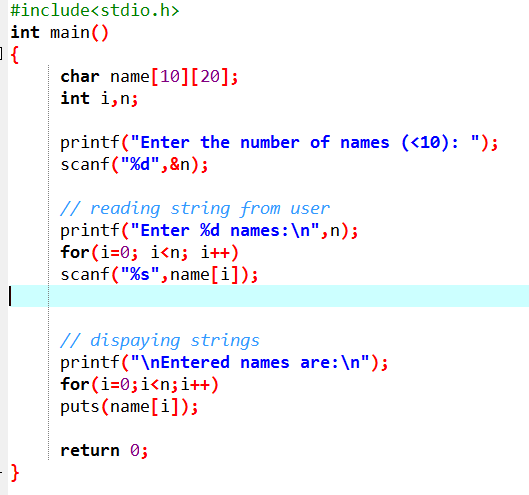 #include<stdio.h>
int main()
{
char name[10][20];
int i,n;
printf("Enter the number of names (<10): ");
scanf("%d",&n);
// reading string from user
printf("Enter %d names:\n",n);
for(i=0; i<n; i++)
scanf("%s",name[i]);
// dispaying strings
printf("\nEntered names are:\n");
for(i=0;i<n;i++)
puts(name[i]);
return 0;
}